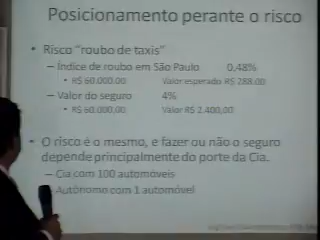 Posicionamento perante o risco
• Risco "roubo de taxis"
– Índice de roubo em São Paulo 0,48%
• R$ 60.000,00 Valor esperado R$ 288,00
– Valor do seguro 4%
• R$ 60.000,00 Valor R$ 2.400,00
• O risco é o mesmo, e fazer ou não o seguro
depende principalmente do porte da Cia.
– Cia com 100 automóveis
Autônomo com 1 automóvel